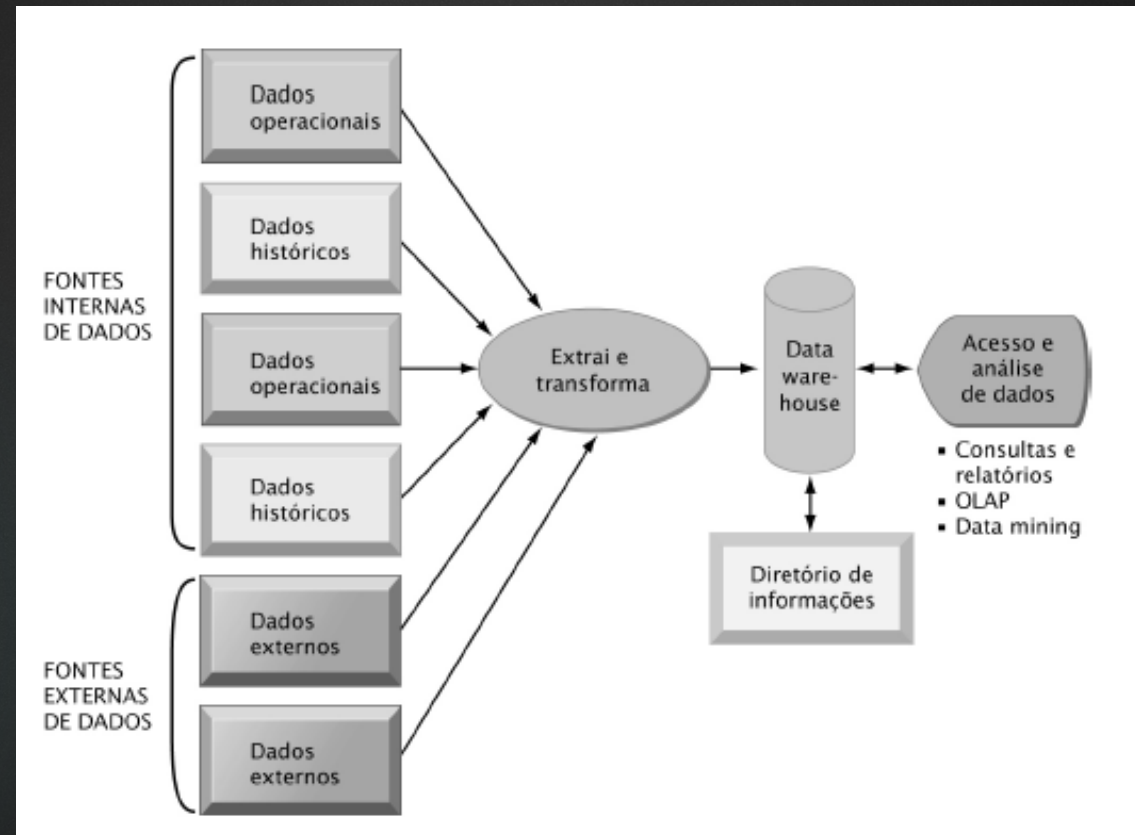 FONTES
INTERNAS
DE DADOS
Dados
operacionais
Dados
históricos
Dados
operacionais
Dados
históricos
FONTES
EXTERNAS
DE DADOS
Dados
externos
Dados
externos
Extrai e
transforma
Data
ware-
house
Diretório de
informações
Acesso e
análise
de dados
▪ Consultas e
relatórios
▪ OLAP
▪ Data mining